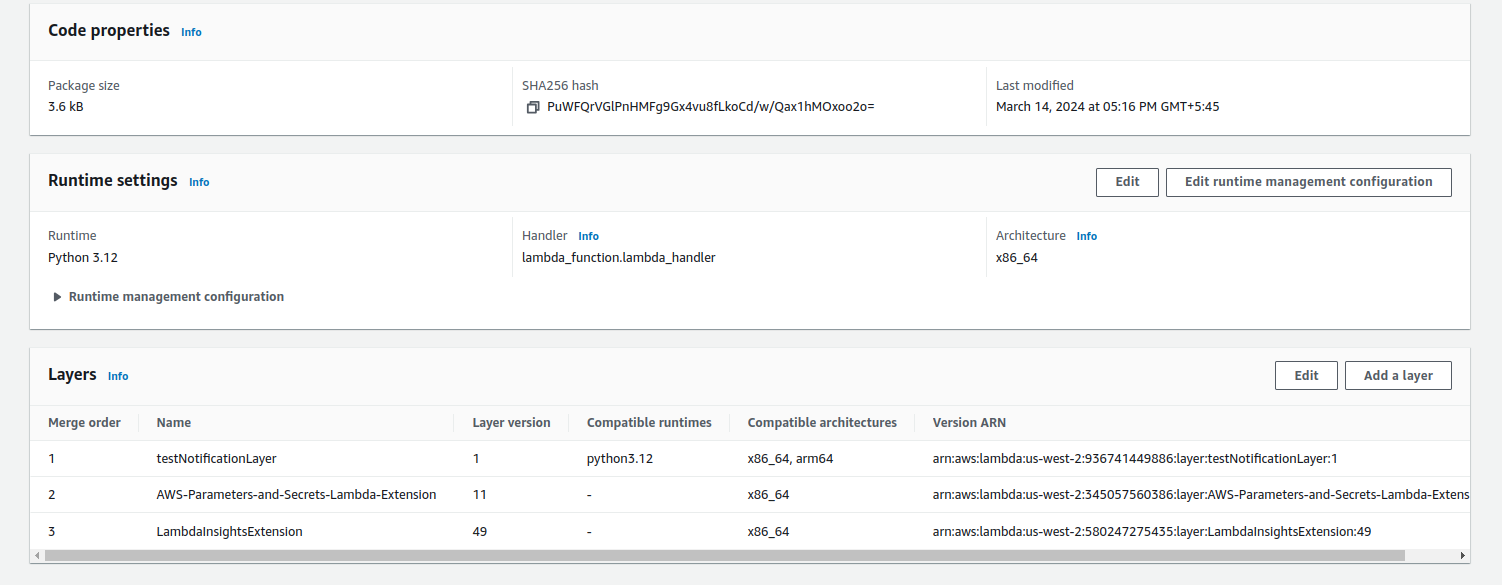 Code properties Info
Package size SHA256 hash Last modified
3.6 kB PuWFQrVGlPnHMFg9Gx4vu8fLkoCd/w/Qax1hMOxoo2o= March 14, 2024 at 05:16 PM GMT+5:45
Runtime settings Info Edit Edit runtime management configuration
Runtime Handler Info Architecture Info
Python 3.12 lambda_function.lambda_handler x86_64
Runtime management configuration
Layers Info Edit Add a layer
Merge order Name Layer version Compatible runtimes Compatible architectures Version ARN
1 testNotificationLayer 1 python3.12 x86_64, arm64 arn:aws:lambda:us-west-2:936741449886:layer:testNotificationLayer:1
2 AWS-Parameters-and-Secrets-Lambda-Extension 11 - x86_64 arn:aws:lambda:us-west-2:345057560386:layer:AWS-Parameters-and-Secrets-Lambda-Extens
3 LambdaInsightsExtension 49 - x86_64 arn:aws:lambda:us-west-2:580247275435:layer:LambdaInsightsExtension:49